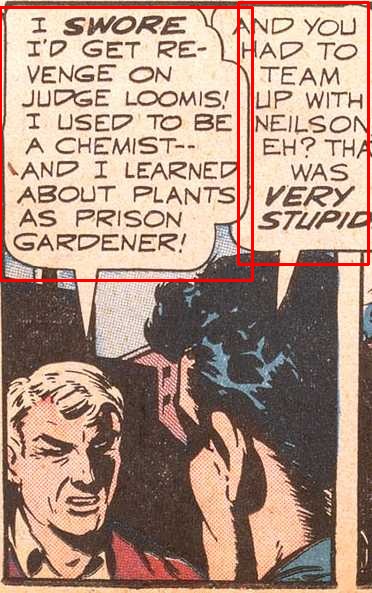 I SWORE
I'D GET RE-
VENGE ON
JUDGE LOOMIS!
I USED TO BE
A CHEMIST--
AND I LEARNED
ABOUT PLANTS
AS PRISON
GARDENER!
AND YOU
HAD TO
TEAM
UP WITH
NEILSON
EH? THA
WAS
VERY
STUPID